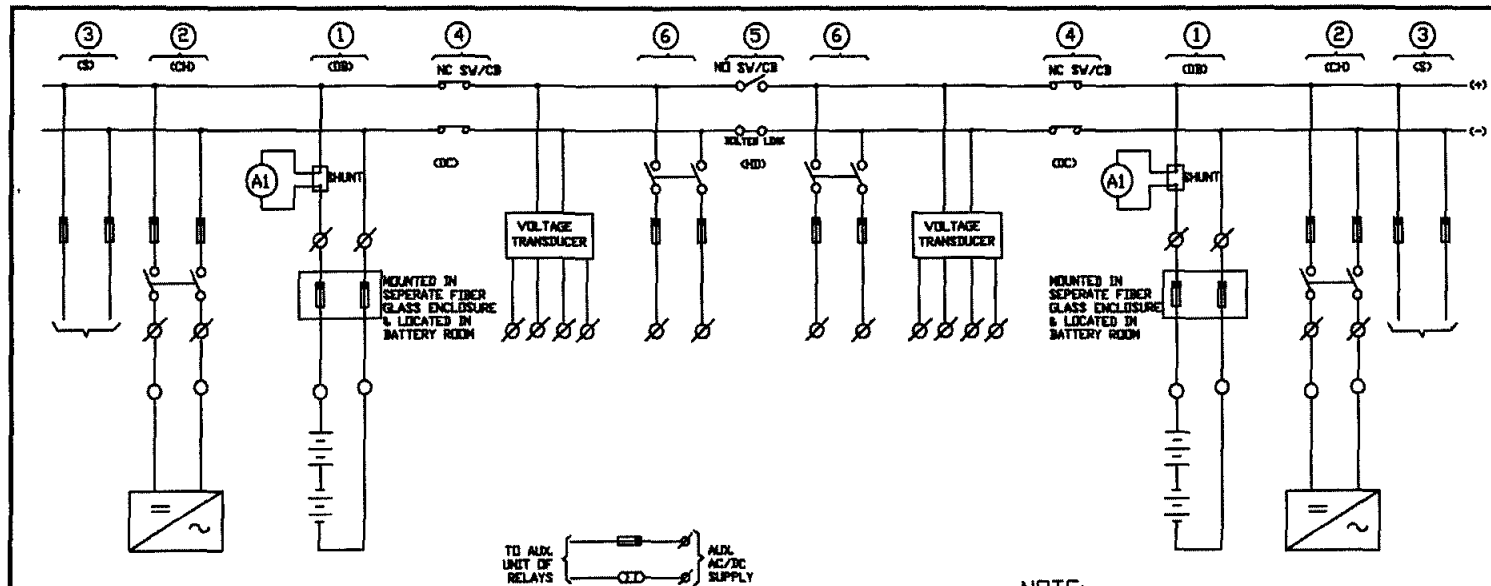 3 2 1 4 6 5 6 4 1 2 3
(S) (CH) (DB) (DB) (CH) (S)
NC SW/CB NO SW/CB NC SW/CB
(+)
(-)
BOLTED LINK
(DC) (DC)
A1 SHUNT A1 SHUNT
VOLTAGE
TRANSDUCER
VOLTAGE
TRANSDUCER
MOUNTED IN
SEPERATE FIBER
GLASS ENCLOSURE
& LOCATED IN
BATTERY ROOM
MOUNTED IN
SEPERATE FIBER
GLASS ENCLOSURE
& LOCATED IN
BATTERY ROOM
TO AUX.
UNIT OF
RELAYS
AUX.
AC/DC
SUPPLY
NOTE: